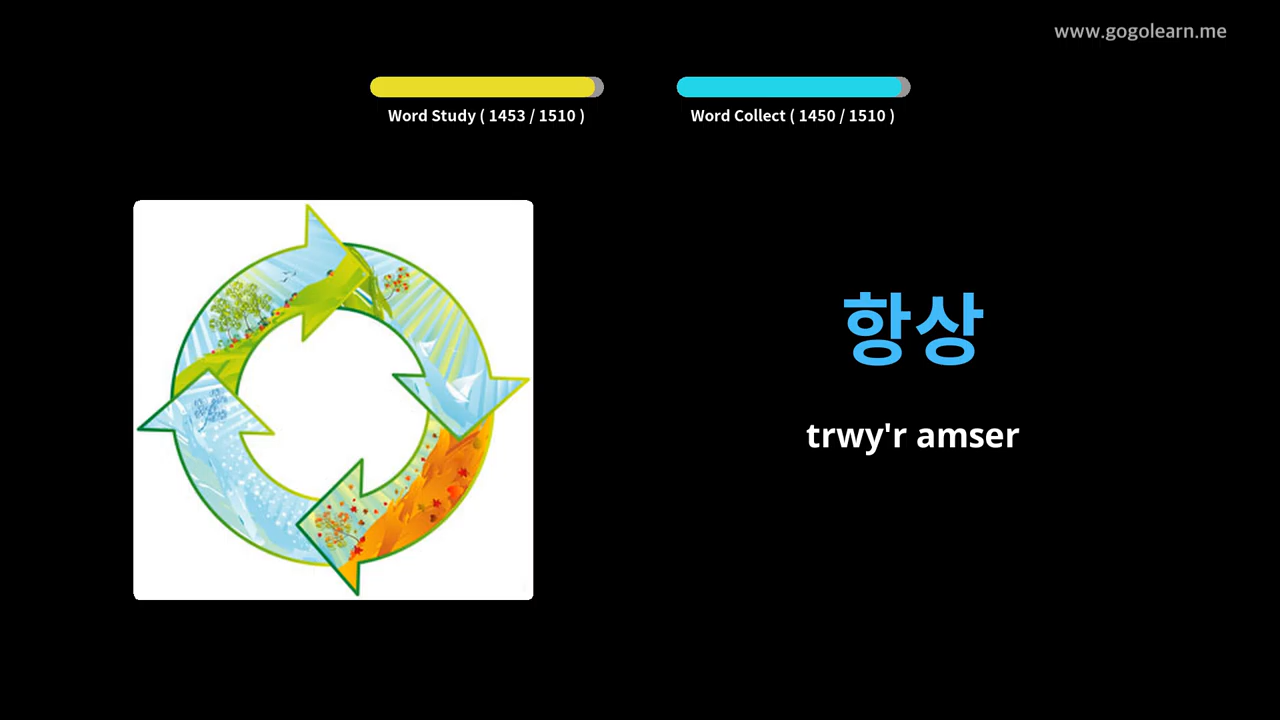 www.gogolearn.me
Word Study ( 1453 / 1510 )
Word Collect ( 1450 / 1510 )
항상
trwy'r amser